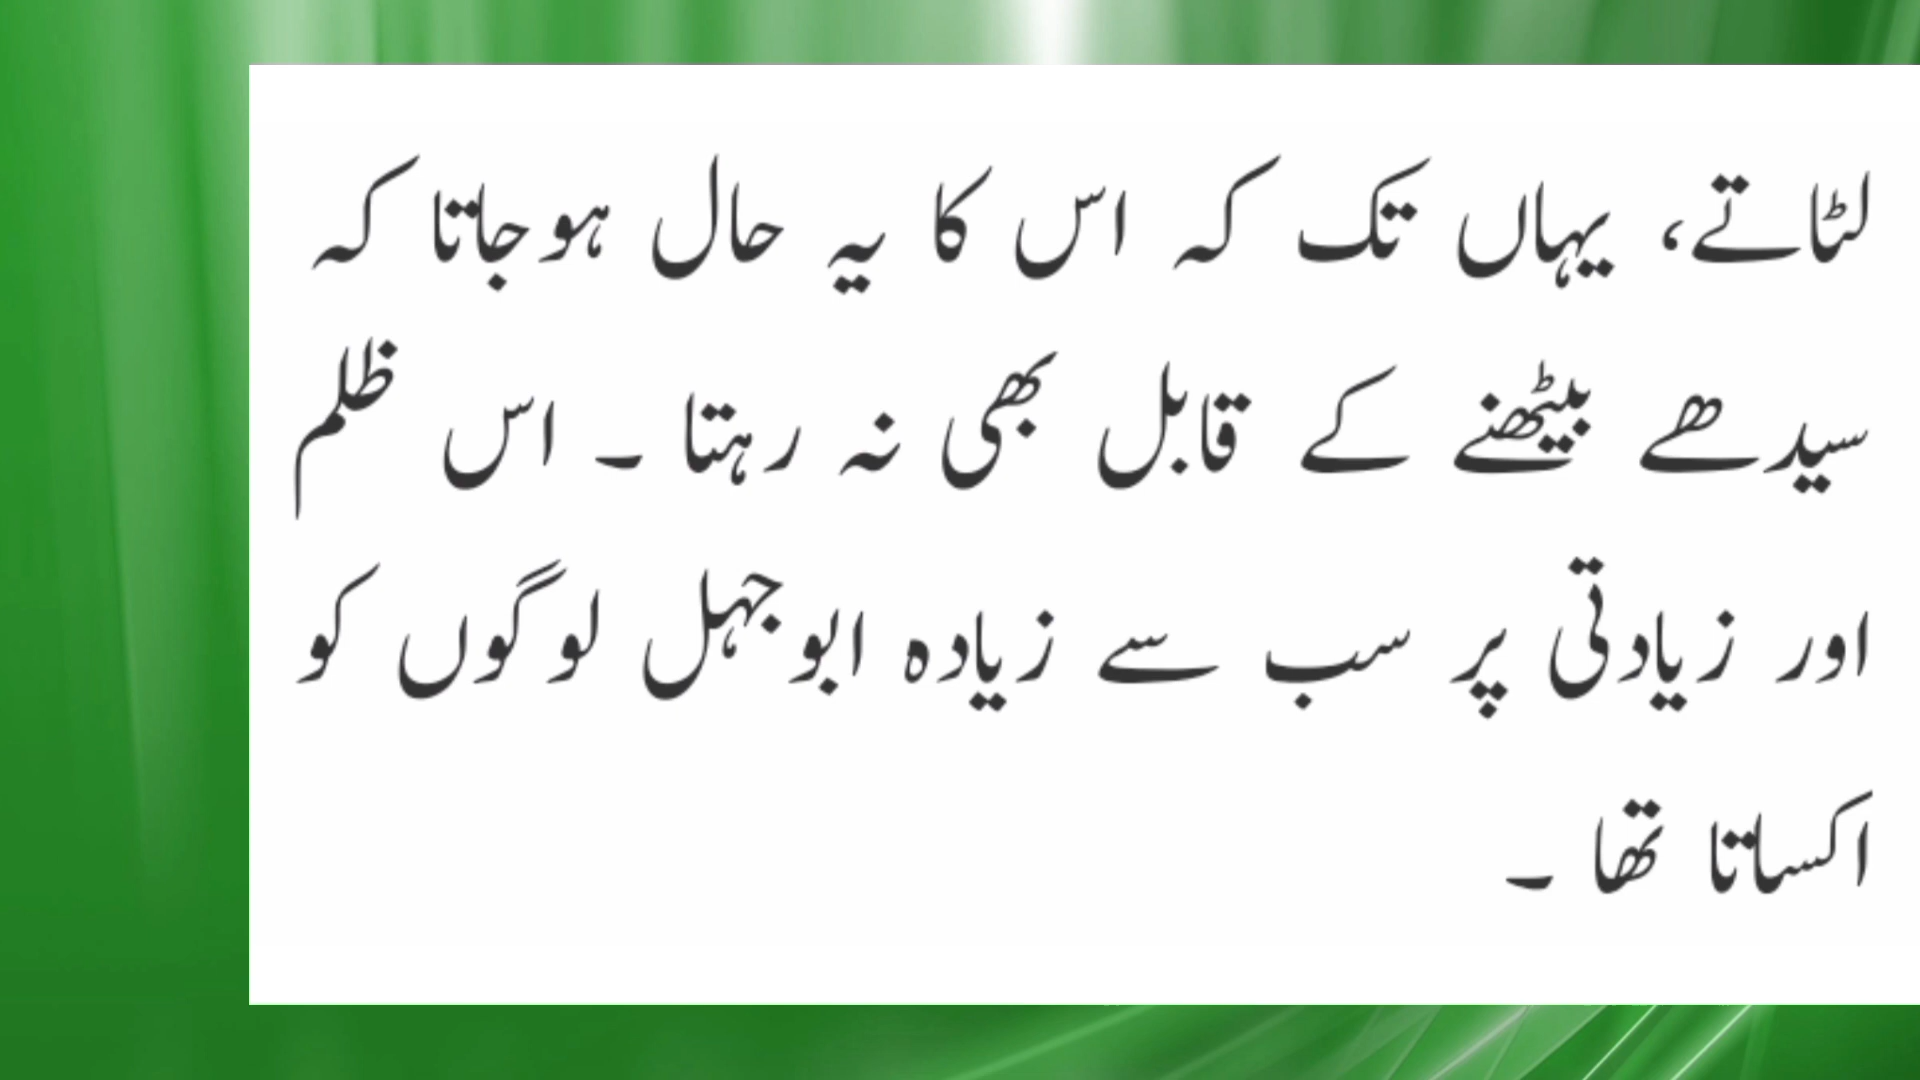 لٹاتے، یہاں تک کہ اس کا یہ حال ہوجاتا کہ
سیدھے بیٹھنے کے قابل بھی نہ رہتا ۔ اس ظلم
اور زیادتی پر سب سے زیادہ ابوجہل لوگوں کو
اکساتا تھا ۔